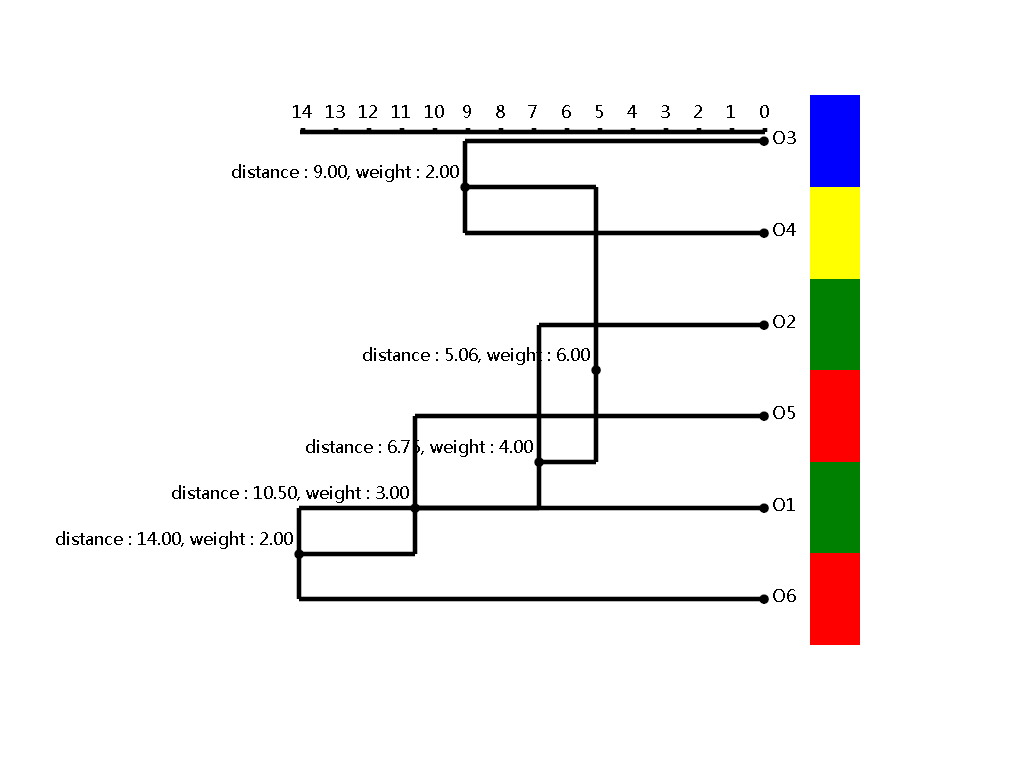 14 13 12 11 10 9 8 7 6 5 4 3 2 1 0
O3
distance : 9.00, weight : 2.00
O4
O2
distance : 5.06, weight : 6.00
O5
distance : 6.75, weight : 4.00
distance : 10.50, weight : 3.00
O1
distance : 14.00, weight : 2.00
O6